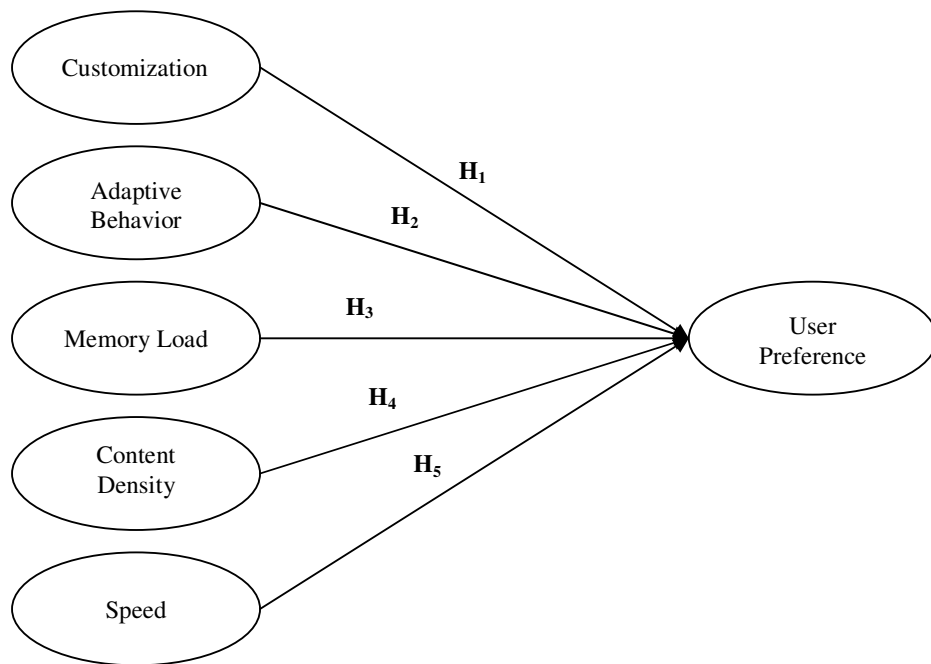 Customization
H1
Adaptive
Behavior
H2
Memory Load
H3
User
Preference
H4
Content
Density
H5
Speed